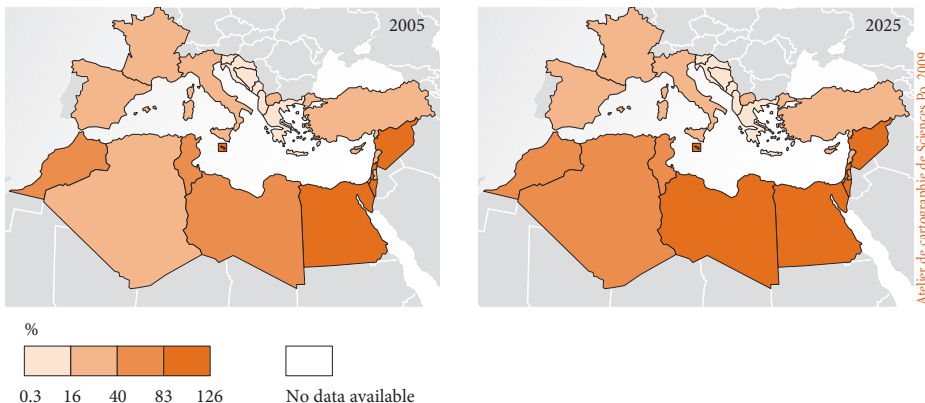 2005
2025
Atelier de cartographie de Sciences Po, 2009
%
0.3 16 40 83 126
No data available